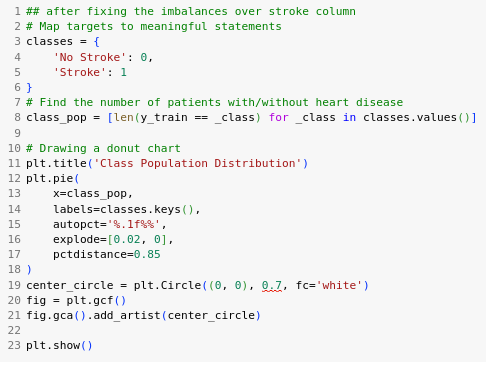 1 ## after fixing the imbalances over stroke column
2 # Map targets to meaningful statements
3 classes = {
4     'No Stroke': 0,
5     'Stroke': 1
6 }
7 # Find the number of patients with/without heart disease
8 class_pop = [len(y_train == _class) for _class in classes.values()]
9
10 # Drawing a donut chart
11 plt.title('Class Population Distribution')
12 plt.pie(
13     x=class_pop,
14     labels=classes.keys(),
15     autopct='%.1f%%',
16     explode=[0.02, 0],
17     pctdistance=0.85
18 )
19 center_circle = plt.Circle((0, 0), 0.7, fc='white')
20 fig = plt.gcf()
21 fig.gca().add_artist(center_circle)
22
23 plt.show()